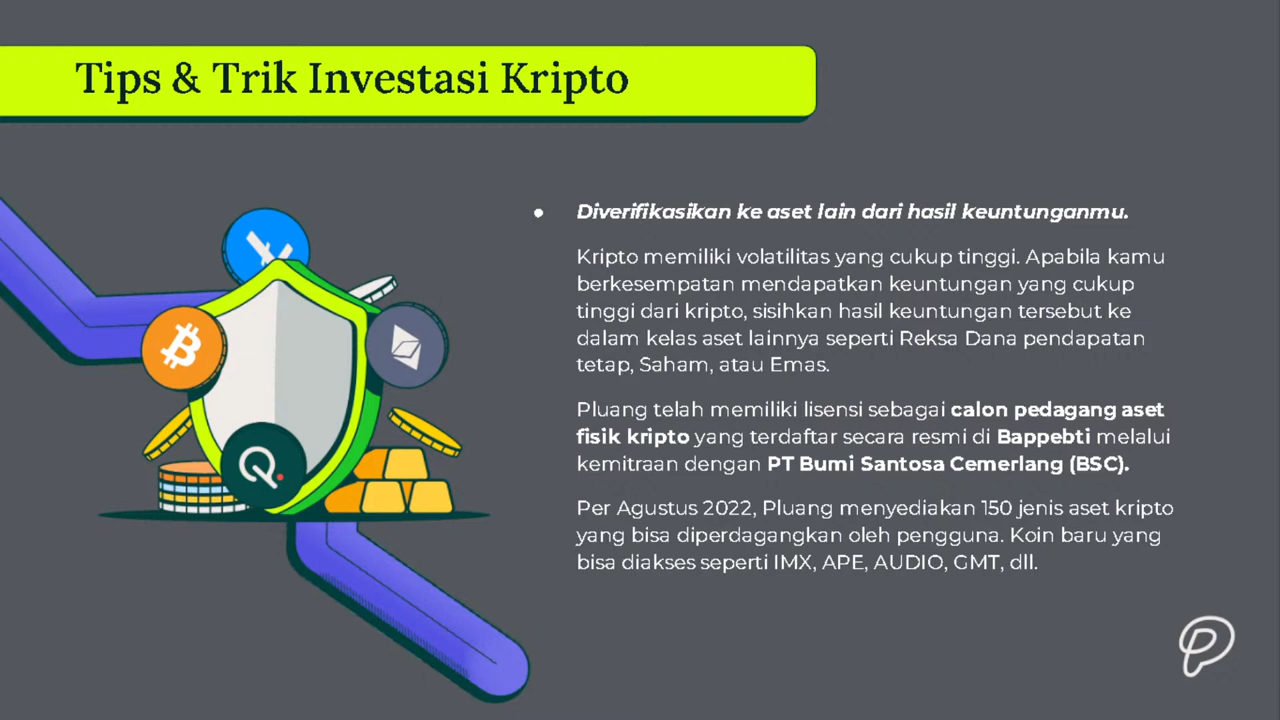 Tips & Trik Investasi Kripto
● Diverifikasikan ke aset lain dari hasil keuntunganmu.
Kripto memiliki volatilitas yang cukup tinggi. Apabila kamu
berkesempatan mendapatkan keuntungan yang cukup
tinggi dari kripto, sisihkan hasil keuntungan tersebut ke
dalam kelas aset lainnya seperti Reksa Dana pendapatan
tetap, Saham, atau Emas.
Pluang telah memiliki lisensi sebagai calon pedagang aset
fisik kripto yang terdaftar secara resmi di Bappebti melalui
kemitraan dengan PT Bumi Santosa Cemerlang (BSC).
Per Agustus 2022, Pluang menyediakan 150 jenis aset kripto
yang bisa diperdagangkan oleh pengguna. Koin baru yang
bisa diakses seperti IMX, APE, AUDIO, GMT, dll.